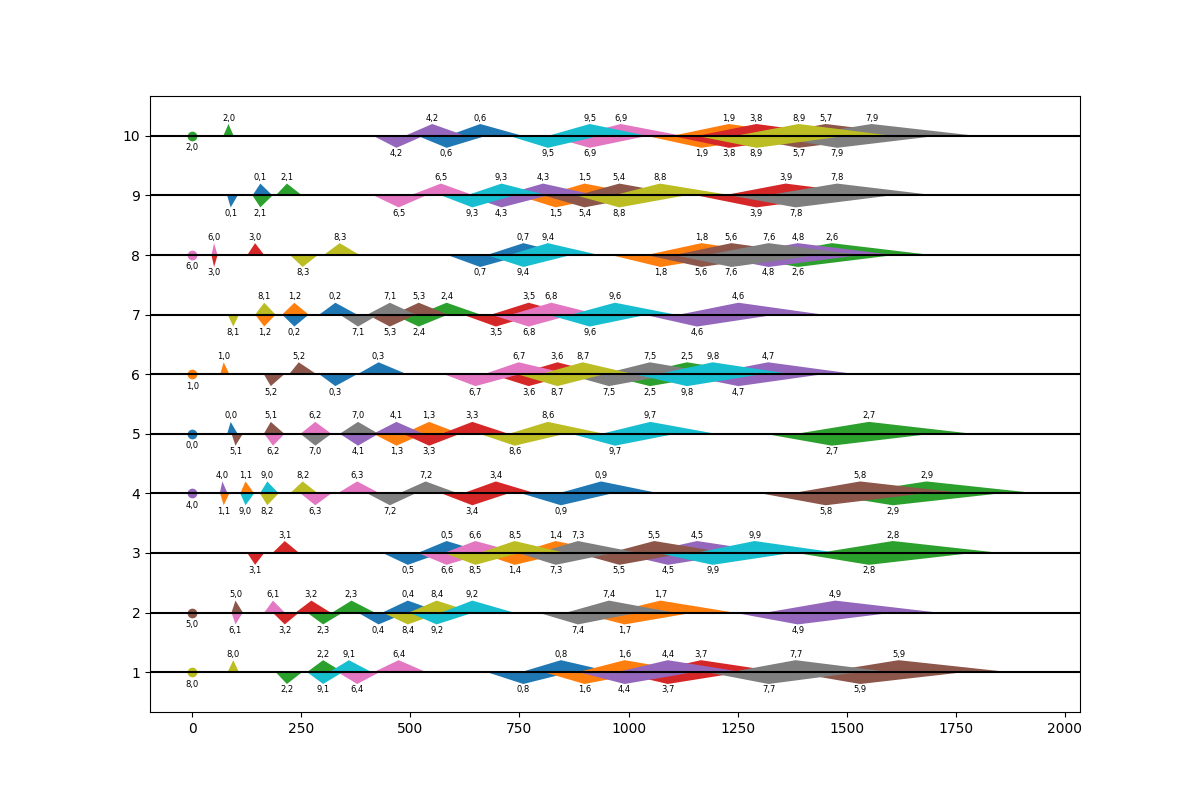 2,0 4,2 0,6 9,5 6,9 1,9 3,8 8,9 5,7 7,9
10
2,0 4,2 0,6 9,5 6,9 1,9 3,8 8,9 5,7 7,9
0,1 2,1 6,5 9,3 4,3 1,5 5,4 8,8 3,9 7,8
9
0,1 2,1 6,5 9,3 4,3 1,5 5,4 8,8 3,9 7,8
6,0 3,0 8,3 0,7 9,4 1,8 5,6 7,6 4,8 2,6
8
6,0 3,0 8,3 0,7 9,4 1,8 5,6 7,6 4,8 2,6
8,1 1,2 0,2 7,1 5,3 2,4 3,5 6,8 9,6 4,6
7
8,1 1,2 0,2 7,1 5,3 2,4 3,5 6,8 9,6 4,6
1,0 5,2 0,3 6,7 3,6 8,7 7,5 2,5 9,8 4,7
6
1,0 5,2 0,3 6,7 3,6 8,7 7,5 2,5 9,8 4,7
0,0 5,1 6,2 7,0 4,1 1,3 3,3 8,6 9,7 2,7
5
0,0 5,1 6,2 7,0 4,1 1,3 3,3 8,6 9,7 2,7
4,0 1,1 9,0 8,2 6,3 7,2 3,4 0,9 5,8 2,9
4
4,0 1,1 9,0 8,2 6,3 7,2 3,4 0,9 5,8 2,9
3,1 0,5 6,6 8,5 1,4 7,3 5,5 4,5 9,9 2,8
3
3,1 0,5 6,6 8,5 1,4 7,3 5,5 4,5 9,9 2,8
5,0 6,1 3,2 2,3 0,4 8,4 9,2 7,4 1,7 4,9
2
5,0 6,1 3,2 2,3 0,4 8,4 9,2 7,4 1,7 4,9
8,0 2,2 9,1 6,4 0,8 1,6 4,4 3,7 7,7 5,9
1
8,0 2,2 9,1 6,4 0,8 1,6 4,4 3,7 7,7 5,9
0 250 500 750 1000 1250 1500 1750 2000